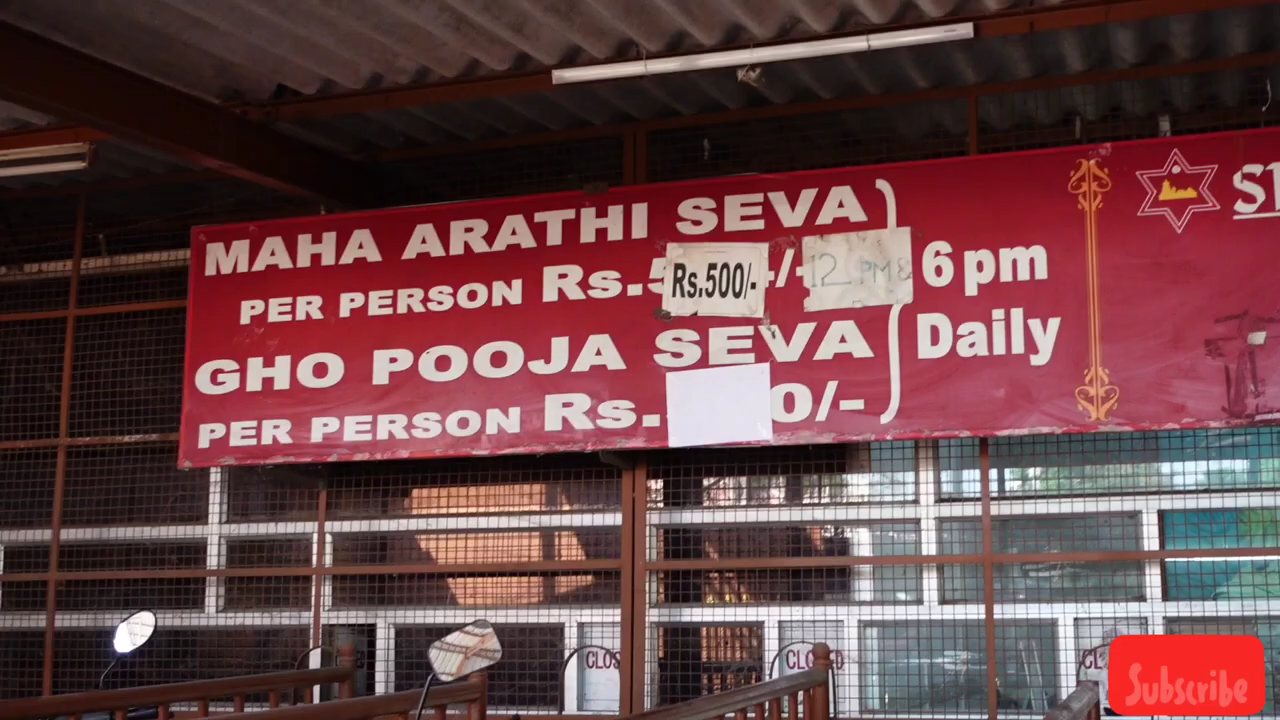 MAHA ARATHI SEVA
PER PERSON Rs. Rs.500/- /- 12 PM & 6 pm
GHO POOJA SEVA Daily
PER PERSON Rs. 0/-
CLOSED
Subscribe